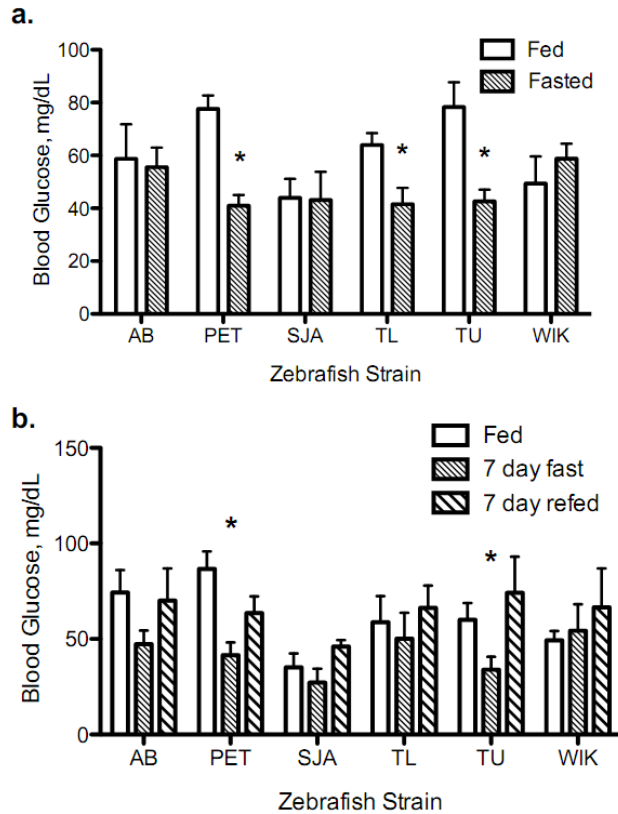 a.
Fed
Fasted
Blood Glucose, mg/dL
100
80
60
40
20
0
*
*
*
AB PET SJA TL TU WIK
Zebrafish Strain
b.
Fed
7 day fast
7 day refed
Blood Glucose, mg/dL
150
100
50
0
*
*
AB PET SJA TL TU WIK
Zebrafish Strain